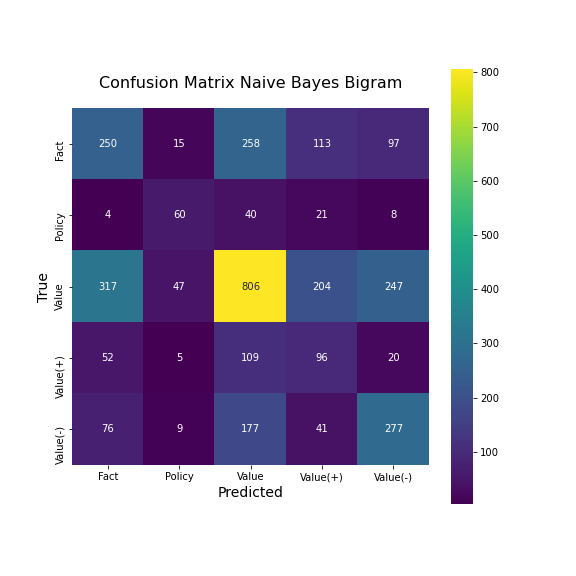 Confusion Matrix Naive Bayes Bigram
True
Fact 250 15 258 113 97
Policy 4 60 40 21 8
Value 317 47 806 204 247
Value(+) 52 5 109 96 20
Value(-) 76 9 177 41 277
Fact Policy Value Value(+) Value(-)
Predicted
800
700
600
500
400
300
200
100